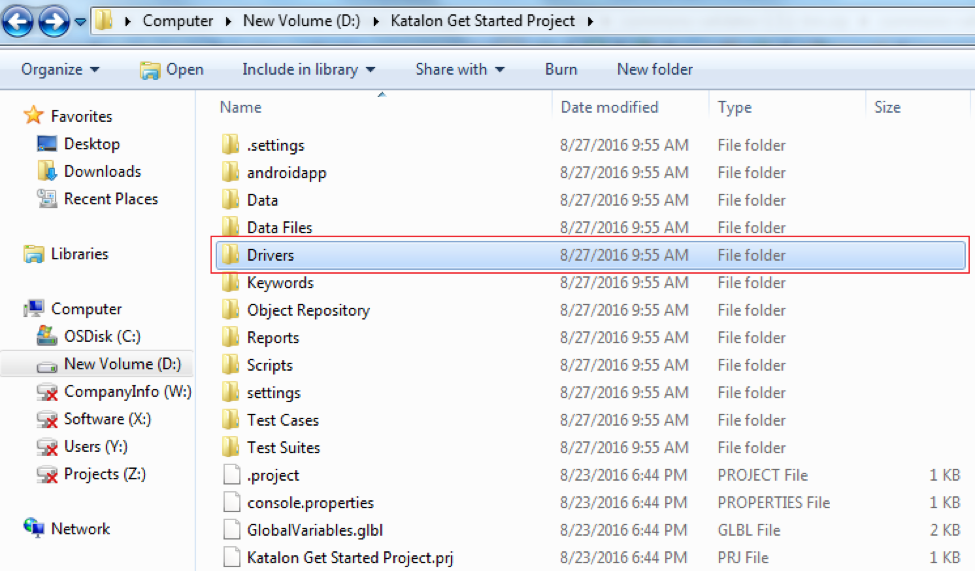 Computer New Volume (D:) Katalon Get Started Project
Organize Open Include in library Share with Burn New folder
Favorites
Desktop
Downloads
Recent Places
Libraries
Computer
OSDisk (C:)
New Volume (D:)
CompanyInfo (W:)
Software (X:)
Users (Y:)
Projects (Z:)
Network
Name Date modified Type Size
.settings 8/27/2016 9:55 AM File folder
androidapp 8/27/2016 9:55 AM File folder
Data 8/27/2016 9:55 AM File folder
Data Files 8/27/2016 9:55 AM File folder
Drivers 8/27/2016 9:55 AM File folder
Keywords 8/27/2016 9:55 AM File folder
Object Repository 8/27/2016 9:55 AM File folder
Reports 8/27/2016 9:55 AM File folder
Scripts 8/27/2016 9:55 AM File folder
settings 8/27/2016 9:55 AM File folder
Test Cases 8/27/2016 9:55 AM File folder
Test Suites 8/27/2016 9:55 AM File folder
.project 8/23/2016 6:44 PM PROJECT File 1 KB
console.properties 8/23/2016 6:44 PM PROPERTIES File 1 KB
GlobalVariables.glbl 8/23/2016 6:44 PM GLBL File 2 KB
Katalon Get Started Project.prj 8/23/2016 6:44 PM PRJ File 1 KB